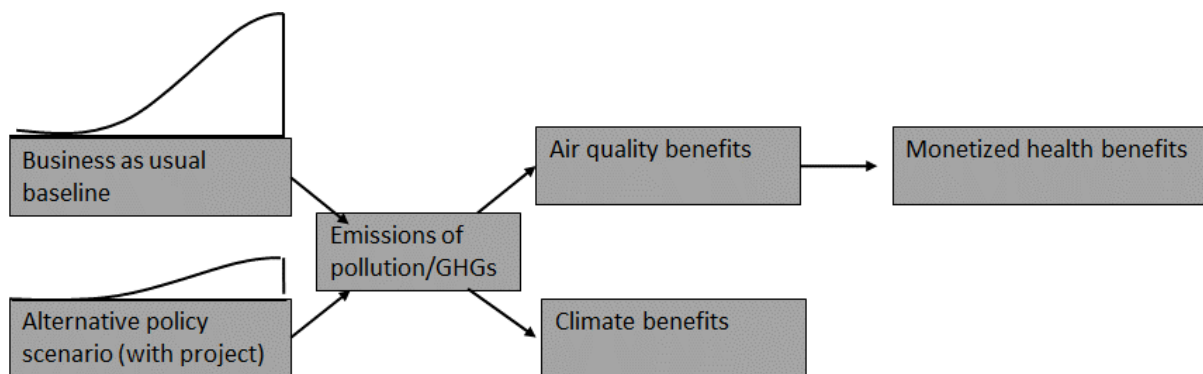 Business as usual
baseline
Alternative policy
scenario (with project)
Emissions of
pollution/GHGs
Air quality benefits
Climate benefits
Monetized health benefits